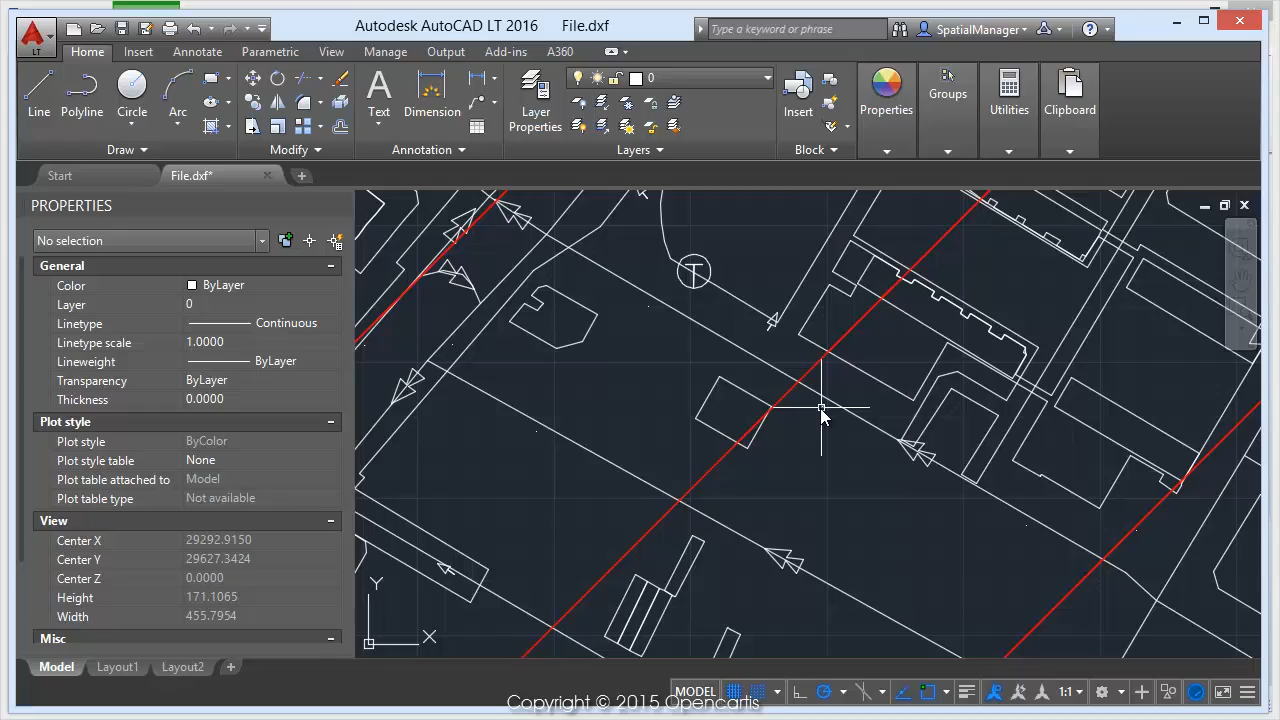 Autodesk AutoCAD LT 2016 File.dxf
Type a keyword or phrase
SpatialManager
LT
Home Insert Annotate Parametric View Manage Output Add-ins A360
0
Line Polyline Circle Arc Text Dimension Layer Properties Insert Properties Groups Utilities Clipboard
Draw Modify Annotation Layers Block
Start File.dxf*
PROPERTIES
No selection
General
Color ByLayer
Layer 0
Linetype Continuous
Linetype scale 1.0000
Lineweight ByLayer
Transparency ByLayer
Thickness 0.0000
Plot style
Plot style ByColor
Plot style table None
Plot table attached to Model
Plot table type Not available
View
Center X 29292.9150
Center Y 29627.3424
Center Z 0.0000
Height 171.1065
Width 455.7954
Misc
T
Y
X
Model Layout1 Layout2
MODEL 1:1
Copyright © 2015 Opencartis